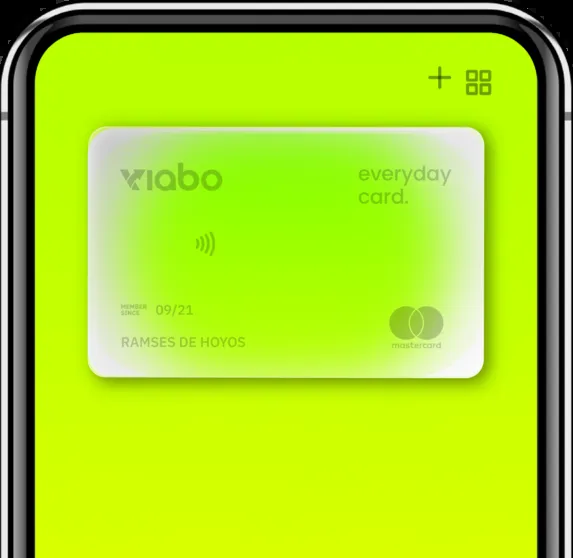 viabo
everyday
card.
MEMBER
SINCE
09/21
RAMSES DE HOYOS
mastercard